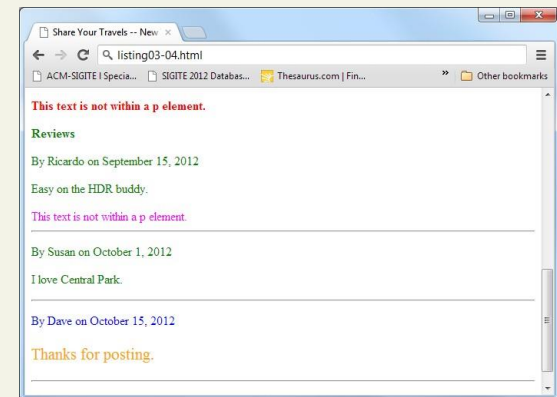 Share Your Travels -- New
listing03-04.html
ACM-SIGITE I Specia... SIGITE 2012 Databas... Thesaurus.com | Fin... » Other bookmarks
This text is not within a p element.
Reviews
By Ricardo on September 15, 2012
Easy on the HDR buddy.
This text is not within a p element.
By Susan on October 1, 2012
I love Central Park.
By Dave on October 15, 2012
Thanks for posting.